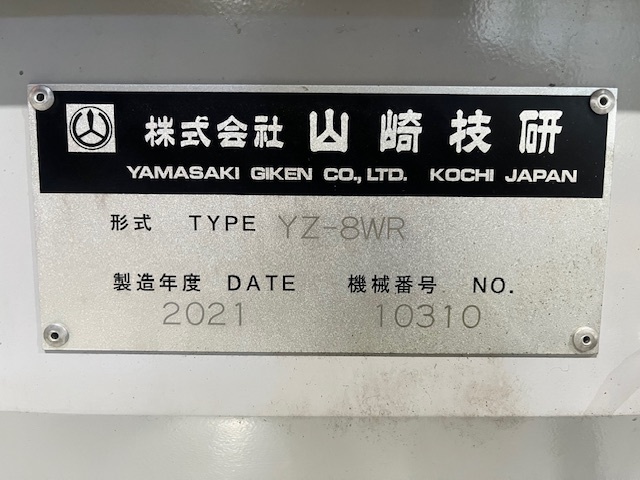 株式会社 山崎技研
YAMASAKI GIKEN CO., LTD. KOCHI JAPAN
形式 TYPE YZ-8WR
製造年度 DATE 機械番号 NO.
2021 10310